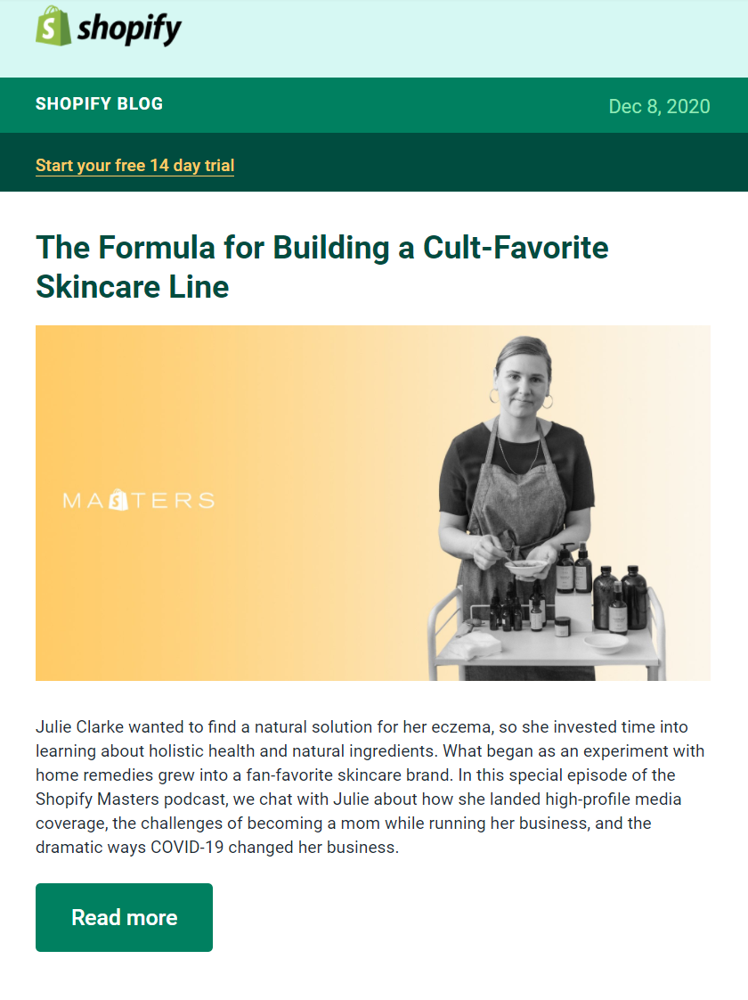 shopify
SHOPIFY BLOG
Dec 8, 2020
Start your free 14 day trial
The Formula for Building a Cult-Favorite
Skincare Line
MASTERS
Julie Clarke wanted to find a natural solution for her eczema, so she invested time into
learning about holistic health and natural ingredients. What began as an experiment with
home remedies grew into a fan-favorite skincare brand. In this special episode of the
Shopify Masters podcast, we chat with Julie about how she landed high-profile media
coverage, the challenges of becoming a mom while running her business, and the
dramatic ways COVID-19 changed her business.
Read more